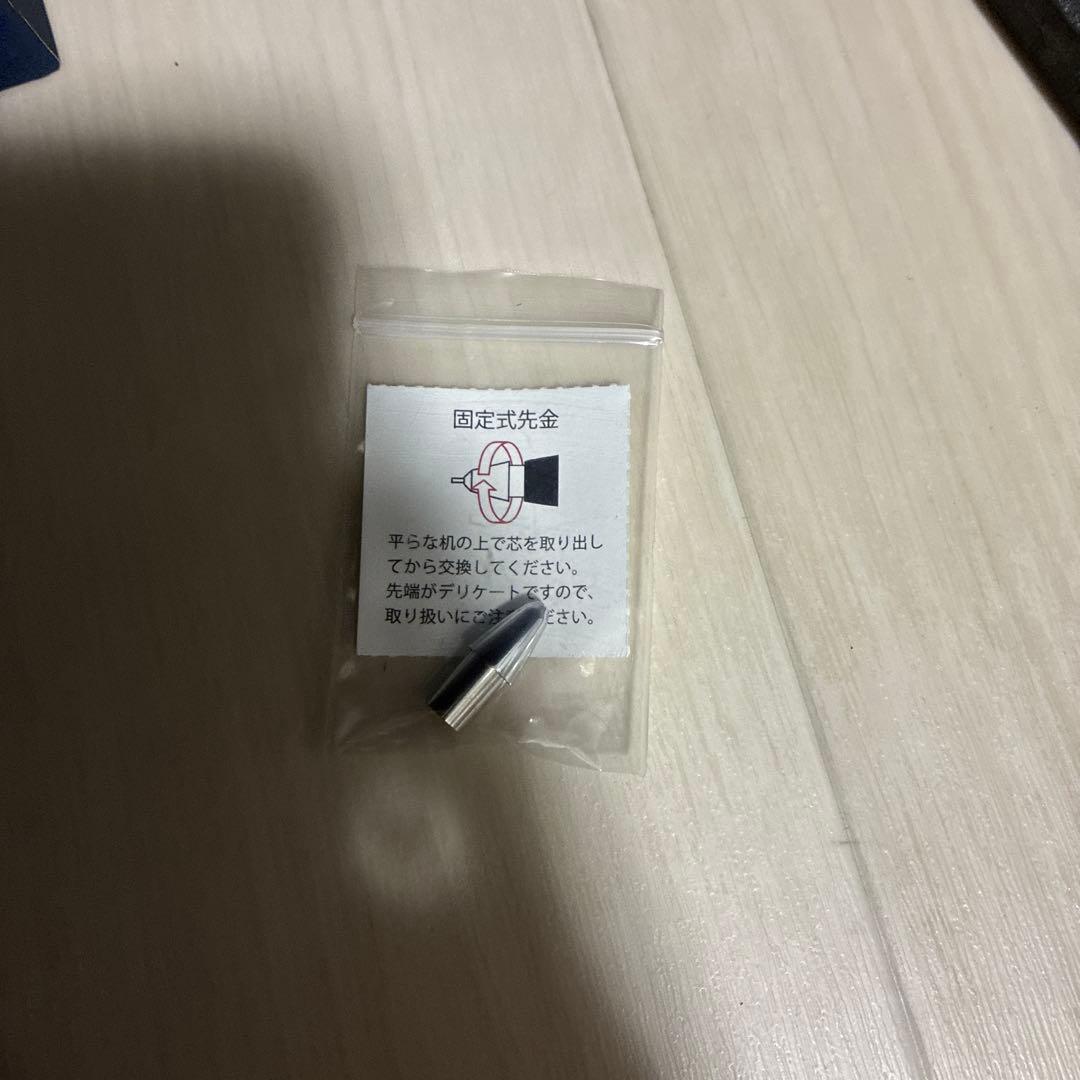 固定式先金
平らな机の上で芯を取り出し
てから交換してください。
先端がデリケートですので、
取り扱いにご注 ださい。